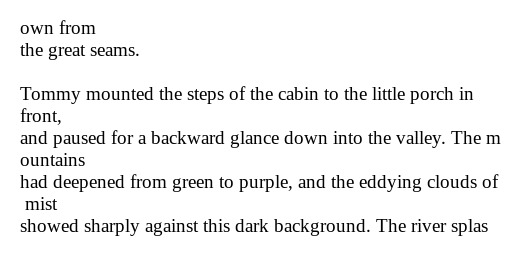 own from
the great seams.

Tommy mounted the steps of the cabin to the little porch in
front,
and paused for a backward glance down into the valley. The m
ountains
had deepened from green to purple, and the eddying clouds of
 mist
showed sharply against this dark background. The river splas